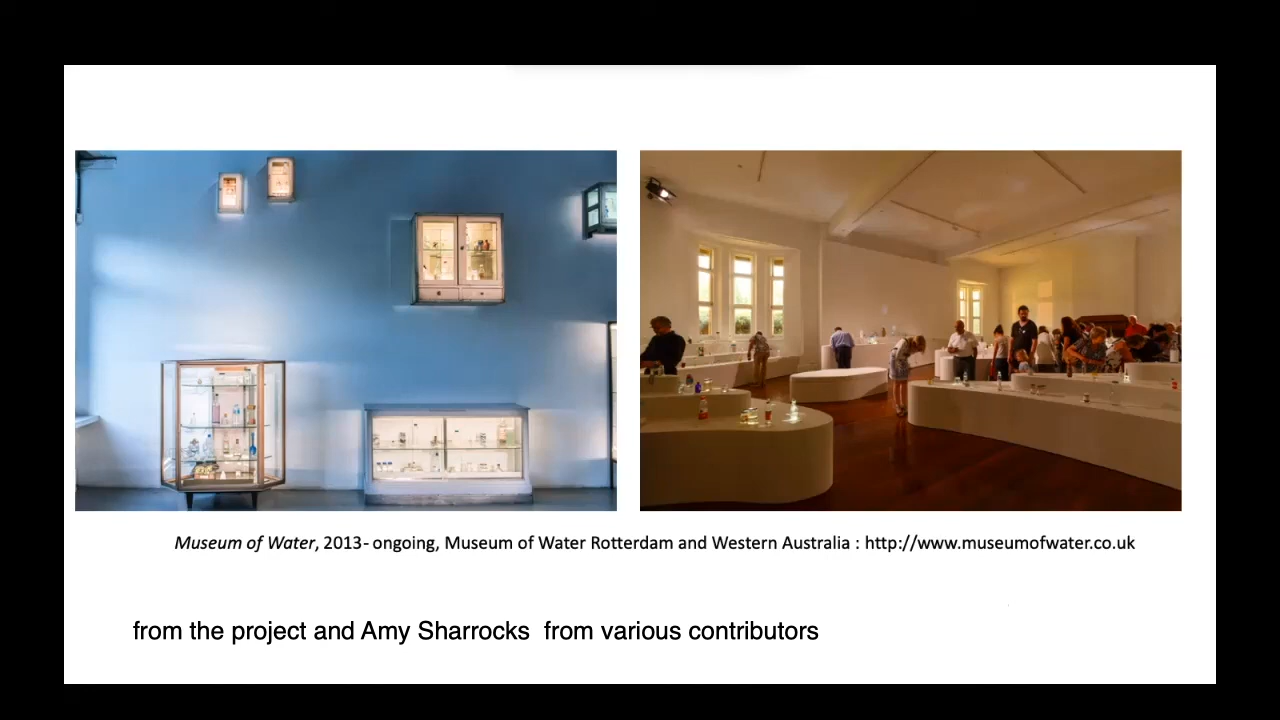 Museum of Water, 2013- ongoing, Museum of Water Rotterdam and Western Australia : http://www.museumofwater.co.uk
from the project and Amy Sharrocks from various contributors